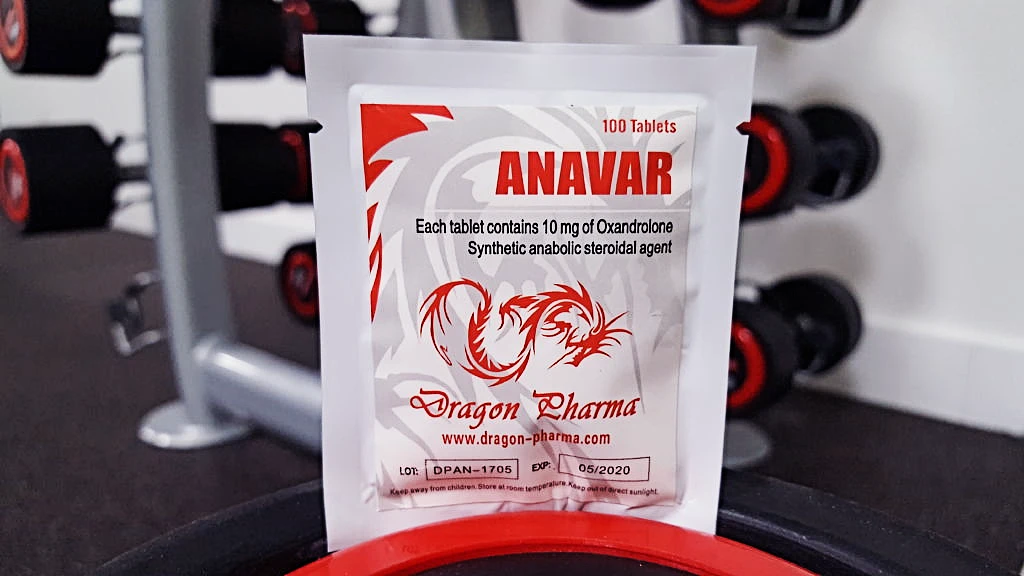 100 Tablets
ANAVAR
Each tablet contains 10 mg of Oxandrolone
Synthetic anabolic steroidal agent
Dragon Pharma
www.dragon-pharma.com
LOT: DPAN-1705 EXP: 05/2020
Keep away from children.Store at room temperature.Keep out of direct sunlight.